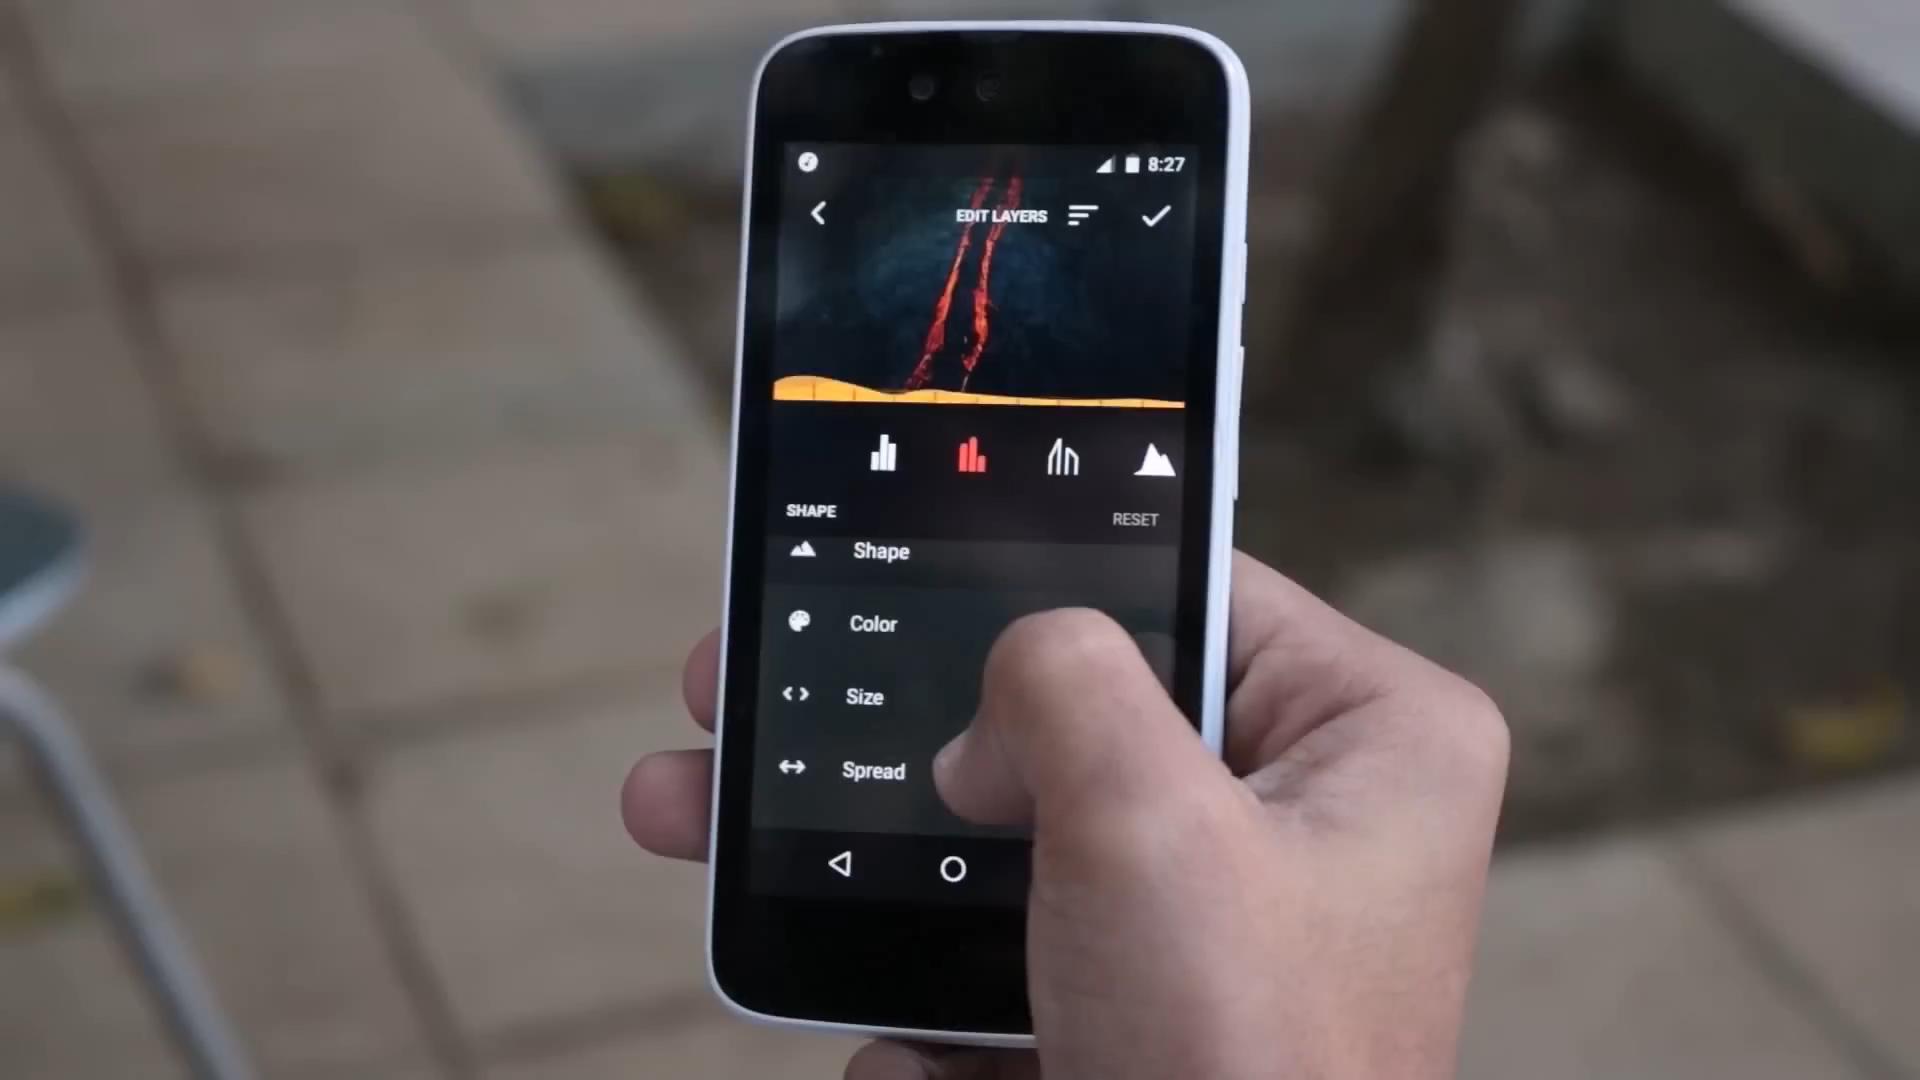 8:27
EDIT LAYERS
SHAPE
RESET
Shape
Color
Size
Spread